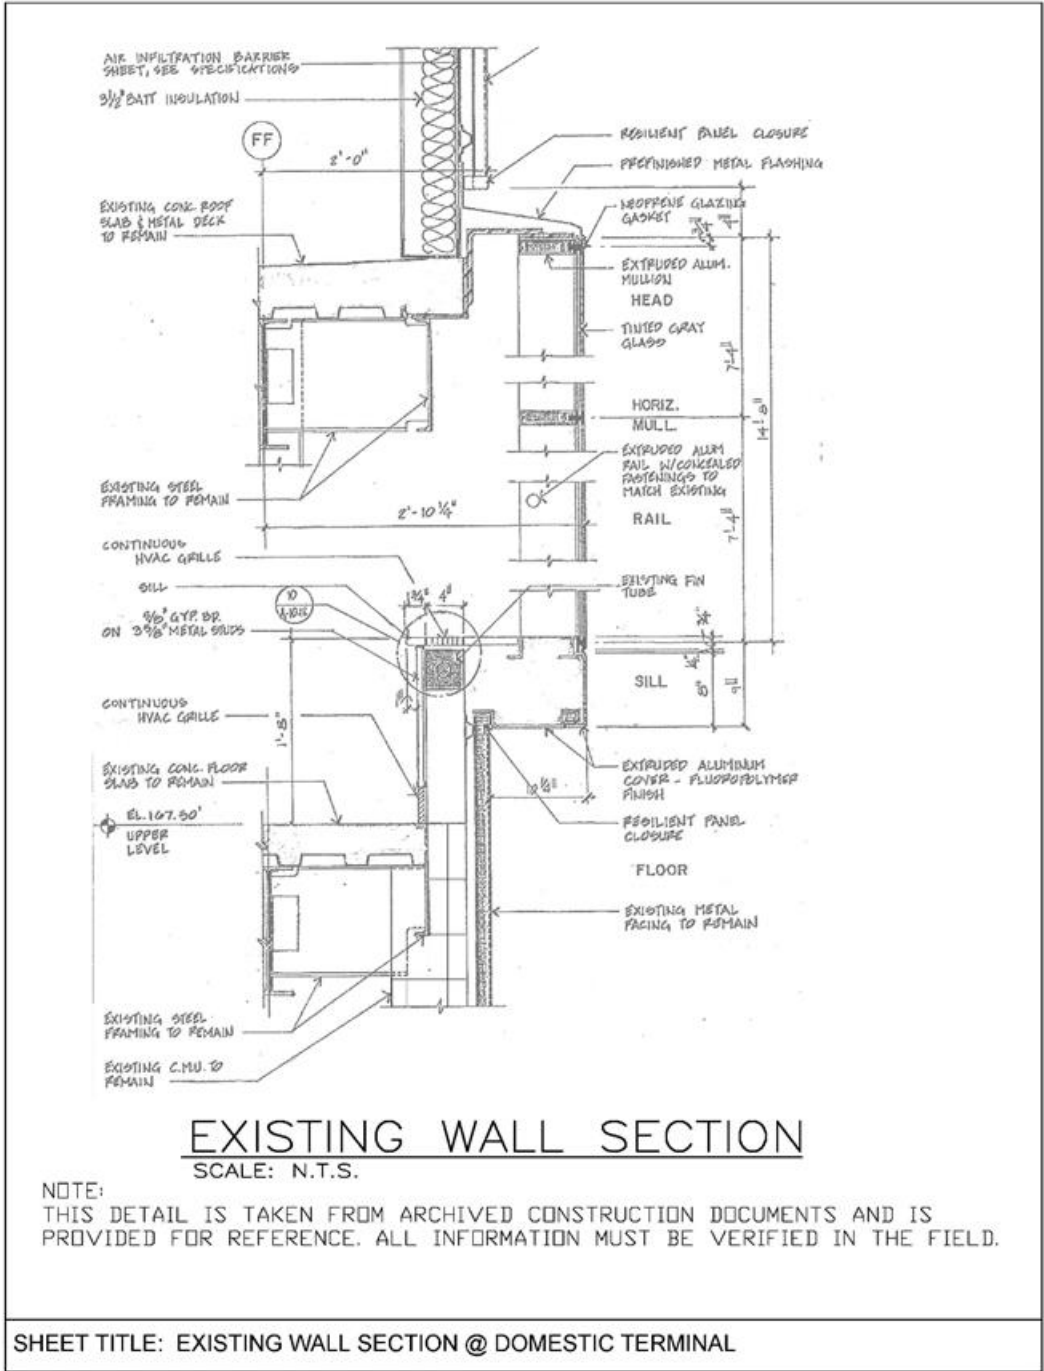 AIR INFILTRATION BARRIER
SHEET, SEE SPECIFICATIONS
3½" BATT INSULATION
FF
2'-0"
RESILIENT PANEL CLOSURE
PREFINISHED METAL FLASHING
EXISTING CONC. ROOF
SLAB & METAL DECK
TO REMAIN
NEOPRENE GLAZING
GASKET
EXTRUDED ALUM.
MULLION
HEAD
TINTED GRAY
GLASS
7'-4"
HORIZ.
MULL.
14'-8"
EXTRUDED ALUM
RAIL W/CONCEALED
FASTENINGS TO
MATCH EXISTING
EXISTING STEEL
FRAMING TO REMAIN
2'-10¼"
RAIL
7'-4"
CONTINUOUS
HVAC GRILLE
SILL
10
1¾"
4"
EXISTING FIN
TUBE
⅝" GYP. BD.
ON 3⅝" METAL STUDS
SILL
8"
9"
CONTINUOUS
HVAC GRILLE
1'-8"
EXISTING CONC. FLOOR
SLAB TO REMAIN
EXTRUDED ALUMINUM
COVER - FLUOROPOLYMER
FINISH
EL. 167.50'
UPPER
LEVEL
RESILIENT PANEL
CLOSURE
FLOOR
EXISTING METAL
FACING TO REMAIN
EXISTING STEEL
FRAMING TO REMAIN
EXISTING C.M.U. TO
REMAIN
EXISTING WALL SECTION
SCALE: N.T.S.
NOTE:
THIS DETAIL IS TAKEN FROM ARCHIVED CONSTRUCTION DOCUMENTS AND IS
PROVIDED FOR REFERENCE. ALL INFORMATION MUST BE VERIFIED IN THE FIELD.
SHEET TITLE: EXISTING WALL SECTION @ DOMESTIC TERMINAL